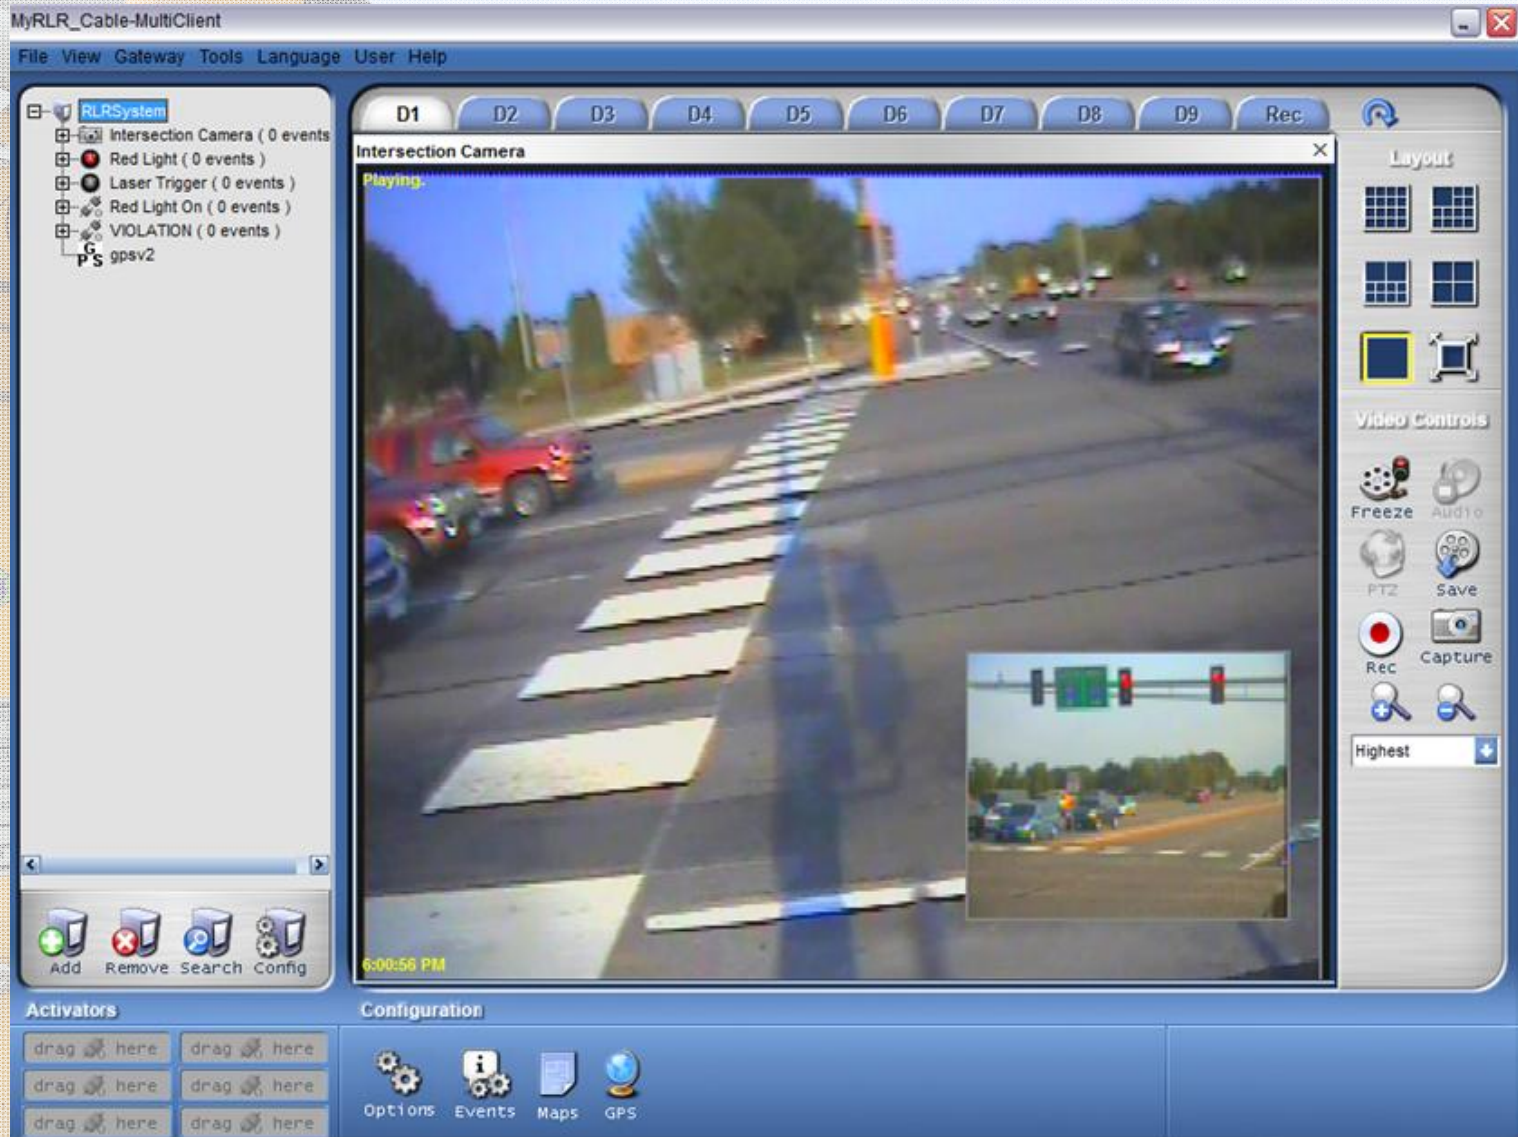 MyRLR_Cable-MultiClient
File View Gateway Tools Language User Help
RLRSystem
Intersection Camera ( 0 events
Red Light ( 0 events )
Laser Trigger ( 0 events )
Red Light On ( 0 events )
VIOLATION ( 0 events )
GPS gpsv2
D1 D2 D3 D4 D5 D6 D7 D8 D9 Rec
Intersection Camera
Playing.
6:00:56 PM
Layout
Video Controls
Freeze Audio
PTZ Save
Rec Capture
Highest
Add Remove Search Config
Activators
drag here drag here
drag here drag here
drag here drag here
Configuration
Options Events Maps GPS